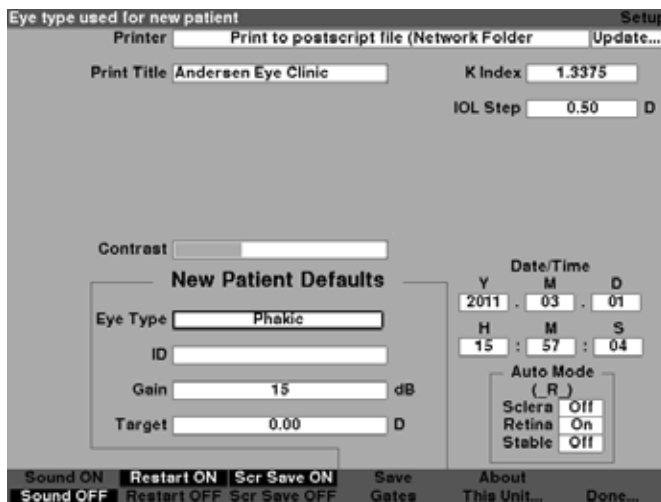 Eye type used for new patient Setup
Printer Print to postscript file (Network Folder Update...
Print Title Andersen Eye Clinic K Index 1.3375
IOL Step 0.50 D
Contrast
New Patient Defaults
Date/Time
Y M D
2011 . 03 . 01
Eye Type Phakic
H M S
15 : 57 : 04
ID
Auto Mode
(_R_)
Gain 15 dB
Sclera Off
Retina On
Target 0.00 D
Stable Off
Sound ON Restart ON Scr Save ON Save About
Sound OFF Restart OFF Scr Save OFF Gates This Unit... Done...